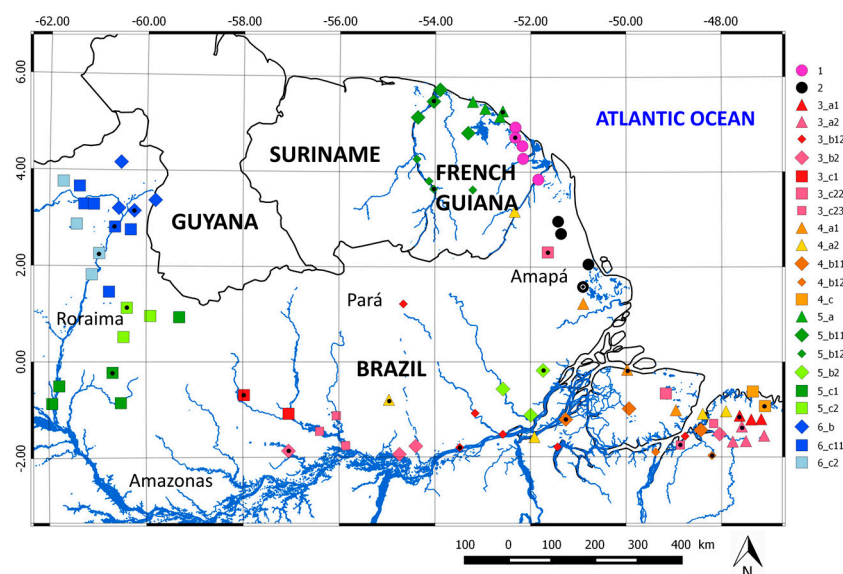 -62.00 -60.00 -58.00 -56.00 -54.00 -52.00 -50.00 -48.00
6.00
4.00
2.00
0.00
-2.00
ATLANTIC OCEAN
SURINAME
FRENCH
GUIANA
GUYANA
Amapá
Pará
Roraima
BRAZIL
Amazonas
1
2
3_a1
3_a2
3_b12
3_b2
3_c1
3_c22
3_c23
4_a1
4_a2
4_b11
4_b12
4_c
5_a
5_b11
5_b12
5_b2
5_c1
5_c2
6_b
6_c11
6_c2
100 0 100 200 300 400 km
N